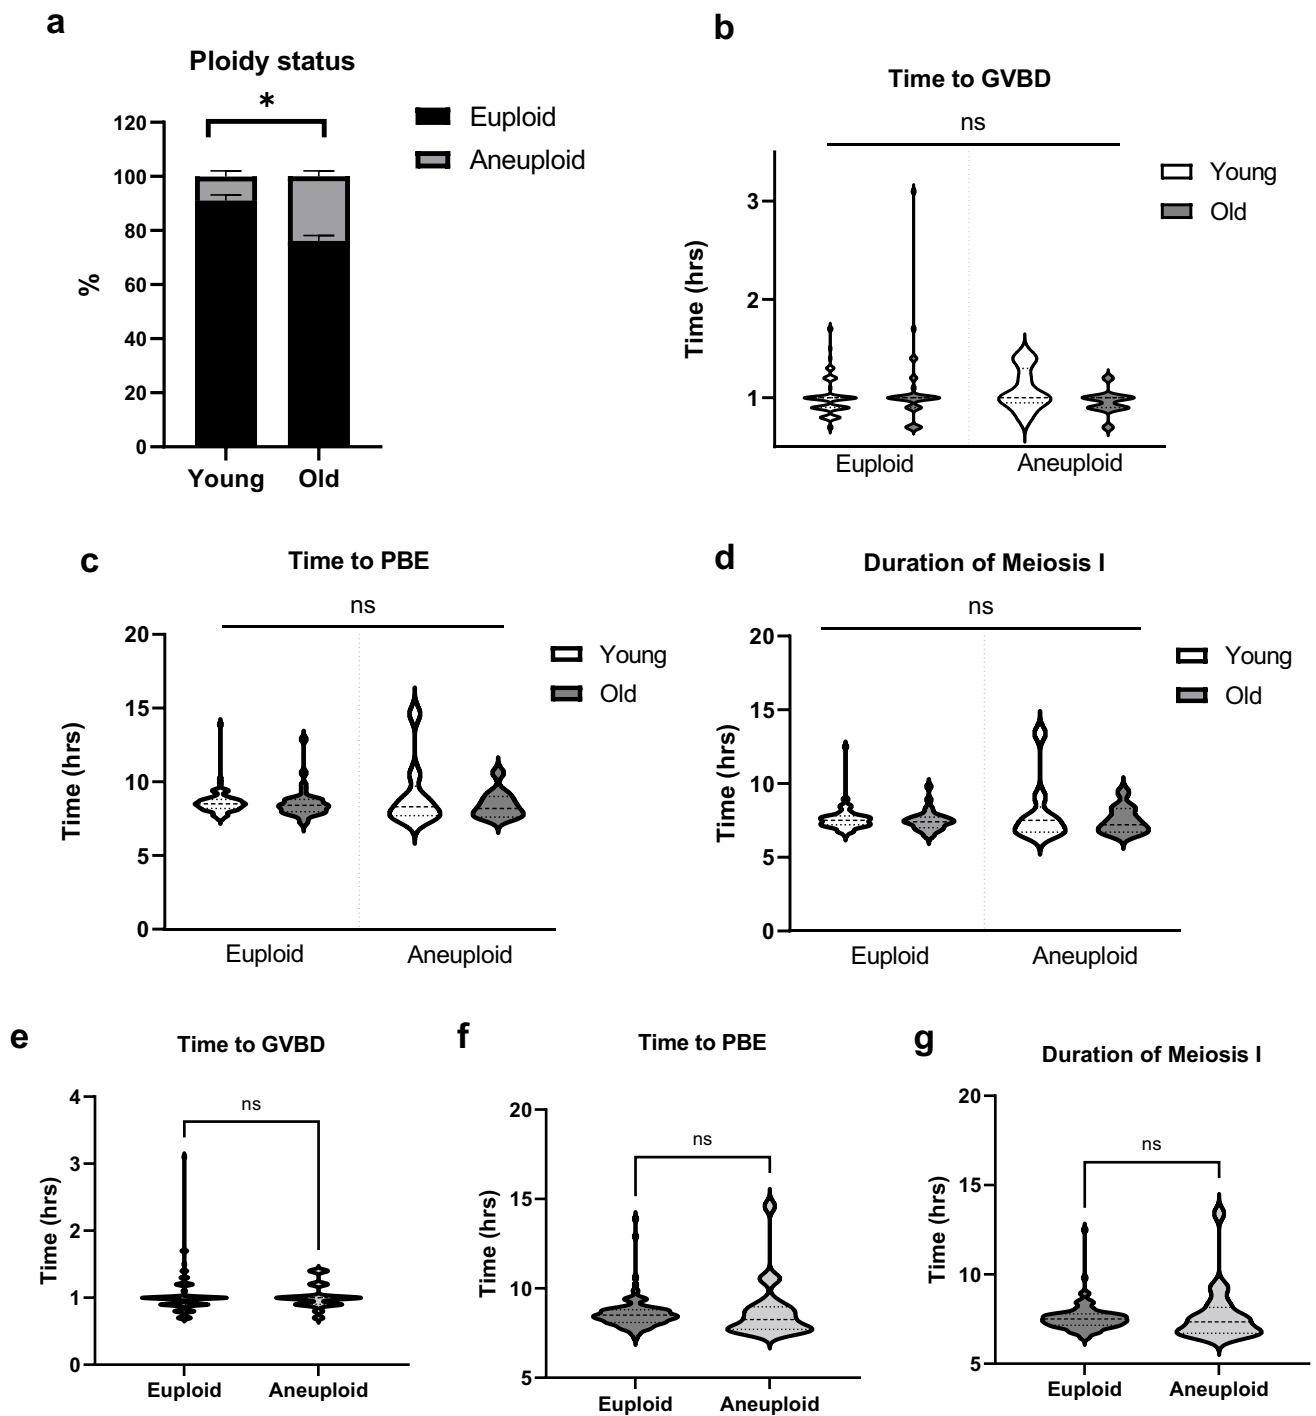 a
Ploidy status
*
120
100
80
60
40
20
0
%
Young Old
Euploid
Aneuploid
b
Time to GVBD
ns
3
2
1
Time (hrs)
Euploid Aneuploid
Young
Old
c
Time to PBE
ns
20
15
10
5
0
Time (hrs)
Euploid Aneuploid
Young
Old
d
Duration of Meiosis I
ns
20
15
10
5
0
Time (hrs)
Euploid Aneuploid
Young
Old
e
Time to GVBD
ns
4
3
2
1
0
Time (hrs)
Euploid Aneuploid
f
Time to PBE
ns
20
15
10
5
Time (hrs)
Euploid Aneuploid
g
Duration of Meiosis I
ns
20
15
10
5
Time (hrs)
Euploid Aneuploid